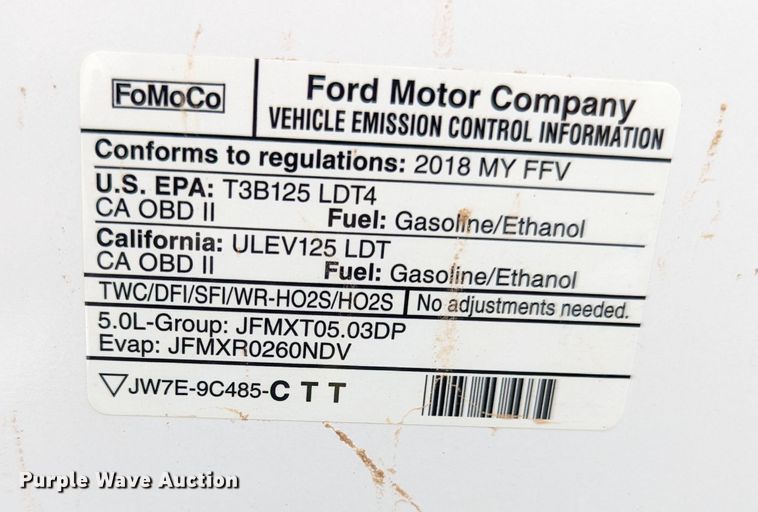 FoMoCo
Ford Motor Company
VEHICLE EMISSION CONTROL INFORMATION
Conforms to regulations: 2018 MY FFV
U.S. EPA: T3B125 LDT4
CA OBD II Fuel: Gasoline/Ethanol
California: ULEV125 LDT
CA OBD II Fuel: Gasoline/Ethanol
TWC/DFI/SFI/WR-HO2S/HO2S No adjustments needed.
5.0L-Group: JFMXT05.03DP
Evap: JFMXR0260NDV
▽JW7E-9C485-C T T
Purple Wave Auction